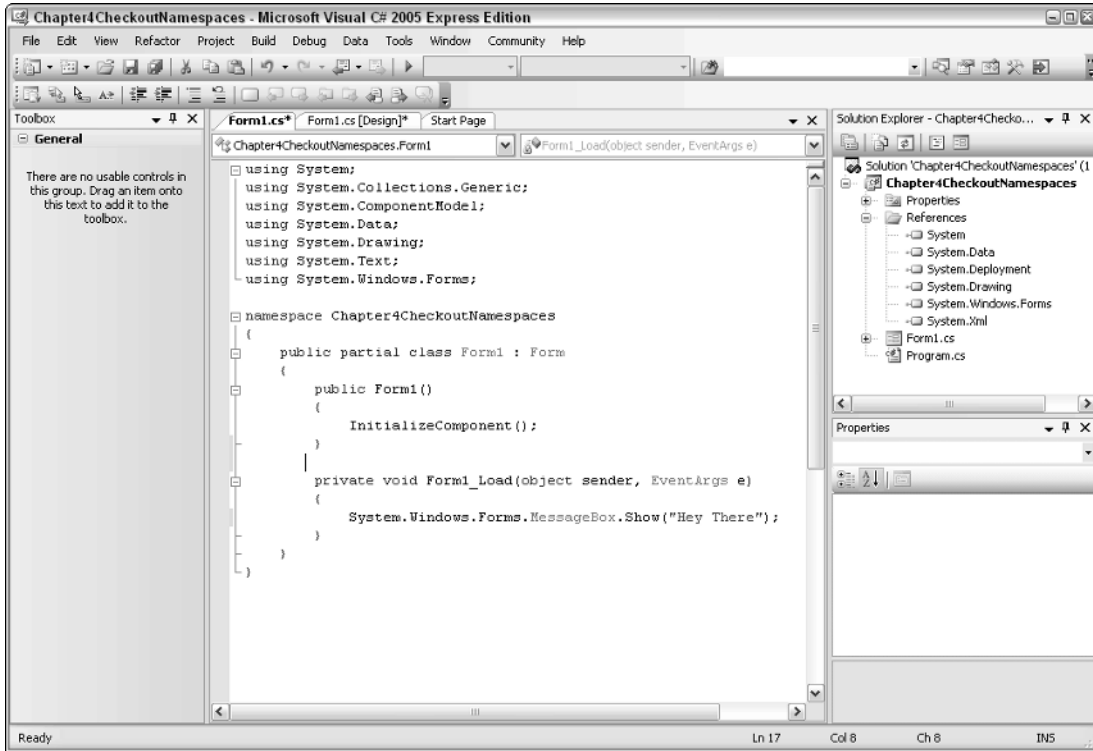 Chapter4CheckoutNamespaces - Microsoft Visual C# 2005 Express Edition
File Edit View Refactor Project Build Debug Data Tools Window Community Help
Toolbox
General
There are no usable controls in
this group. Drag an item onto
this text to add it to the
toolbox.
Form1.cs* Form1.cs [Design]* Start Page
Chapter4CheckoutNamespaces.Form1 Form1_Load(object sender, EventArgs e)
using System;
using System.Collections.Generic;
using System.ComponentModel;
using System.Data;
using System.Drawing;
using System.Text;
using System.Windows.Forms;
namespace Chapter4CheckoutNamespaces
{
public partial class Form1 : Form
{
public Form1()
{
InitializeComponent();
}
private void Form1_Load(object sender, EventArgs e)
{
System.Windows.Forms.MessageBox.Show("Hey There");
}
}
}
Solution Explorer - Chapter4Checko...
Solution 'Chapter4CheckoutNamespaces' (1
Chapter4CheckoutNamespaces
Properties
References
System
System.Data
System.Deployment
System.Drawing
System.Windows.Forms
System.Xml
Form1.cs
Program.cs
Properties
Ready Ln 17 Col 8 Ch 8 INS